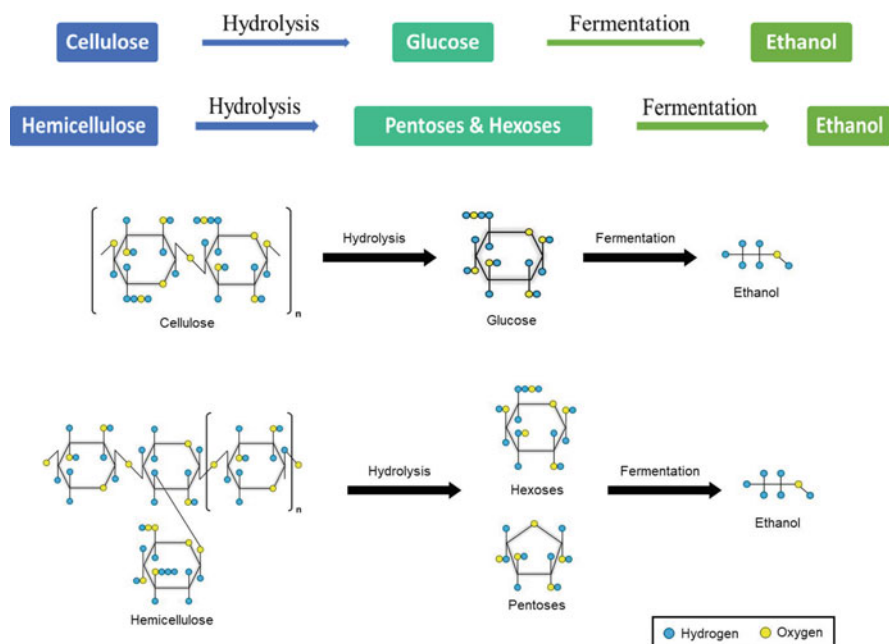 Cellulose Hydrolysis Glucose Fermentation Ethanol
Hemicellulose Hydrolysis Pentoses & Hexoses Fermentation Ethanol
Hydrolysis Fermentation
n
Cellulose Glucose Ethanol
Hydrolysis Fermentation
n
Hexoses
Ethanol
Hemicellulose
Pentoses
Hydrogen Oxygen